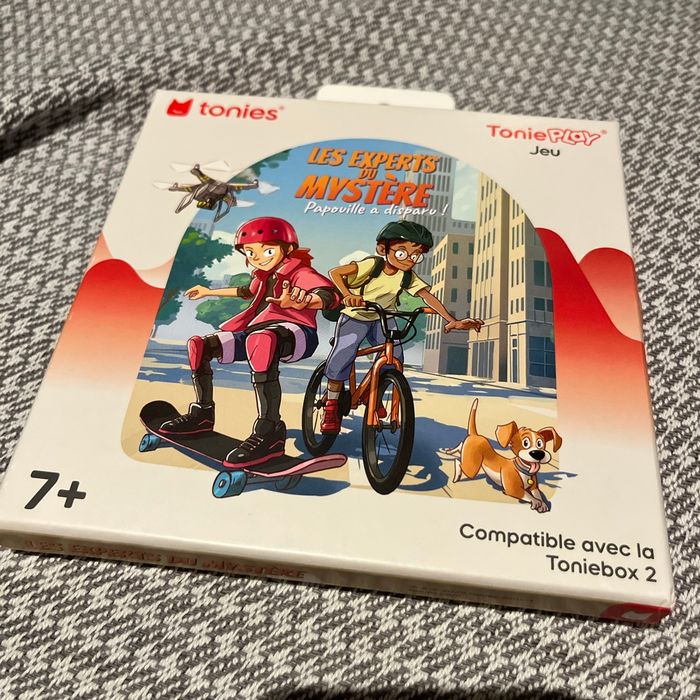 tonies®
ToniePLAY®
Jeu
LES EXPERTS
DU
MYSTÈRE
Papouille a disparu !
7+
Compatible avec la
Toniebox 2
LES EXPERTS DU MYSTÈRE